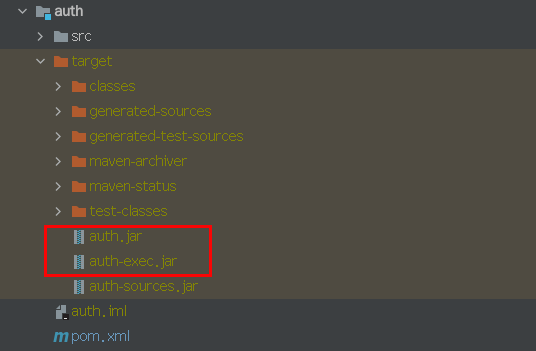 auth
src
target
classes
generated-sources
generated-test-sources
maven-archiver
maven-status
test-classes
auth.jar
auth-exec.jar
auth-sources.jar
auth.iml
pom.xml